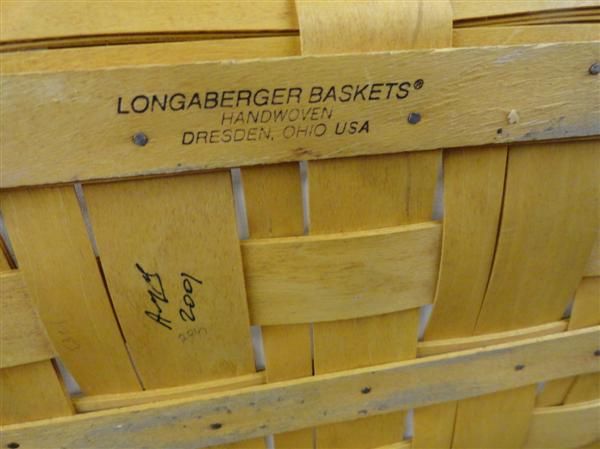 LONGABERGER BASKETS®
HANDWOVEN
DRESDEN, OHIO USA
2001